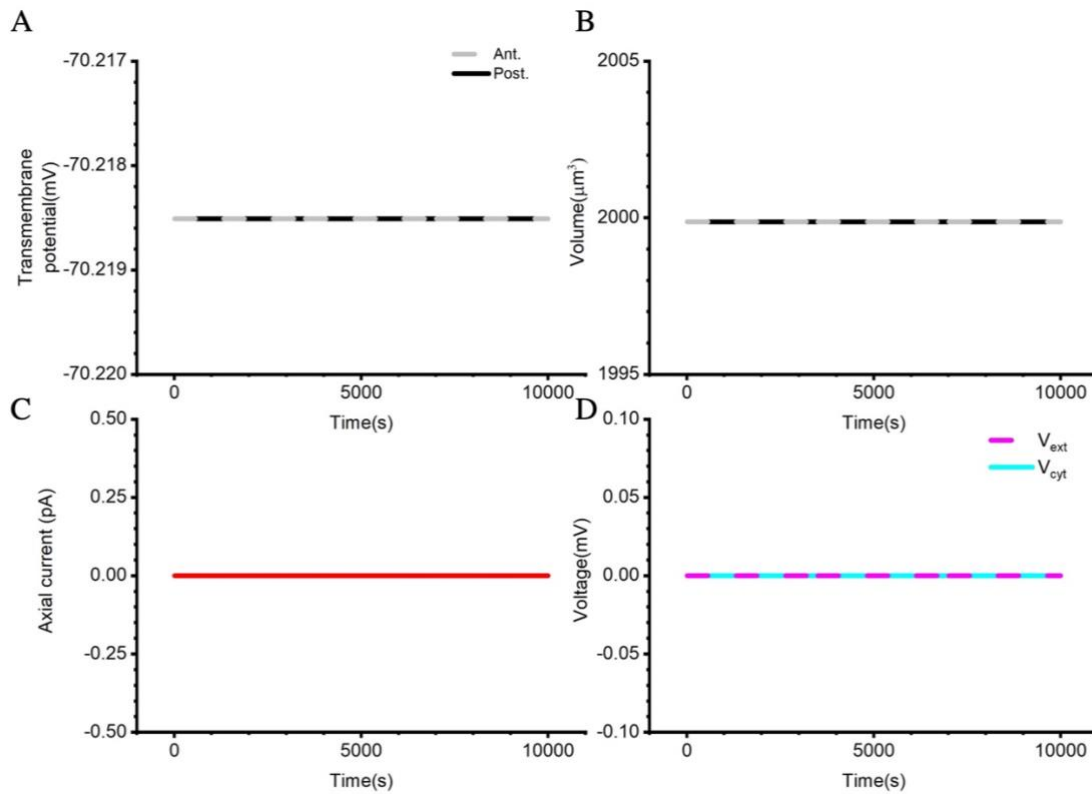 A
-70.217
-70.218
-70.219
-70.220
Transmembrane
potential(mV)
Ant.
Post.
0
5000
10000
Time(s)
B
2005
2000
1995
Volume(μm³)
0
5000
10000
Time(s)
C
0.50
0.25
0.00
-0.25
-0.50
Axial current (pA)
0
5000
10000
Time(s)
D
0.10
0.05
0.00
-0.05
-0.10
Voltage(mV)
V_ext
V_cyt
0
5000
10000
Time(s)